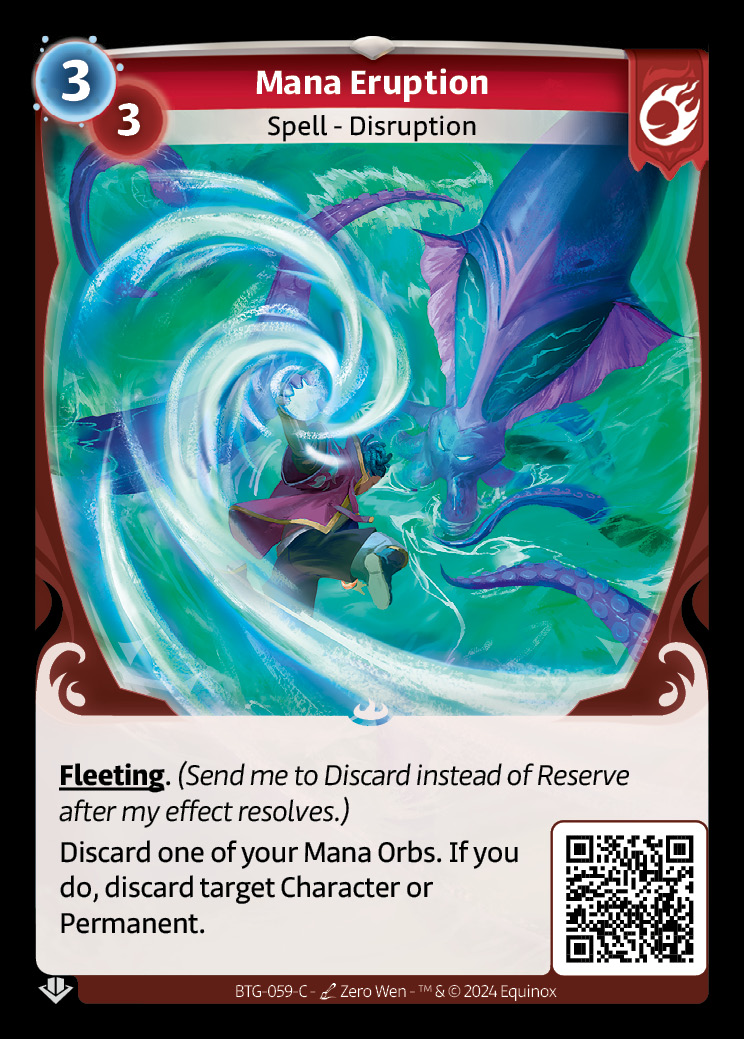 3
Mana Eruption
3
Spell - Disruption
Fleeting. (Send me to Discard instead of Reserve
after my effect resolves.)
Discard one of your Mana Orbs. If you
do, discard target Character or
Permanent.
BTG-059-C - Zero Wen - ™ & © 2024 Equinox